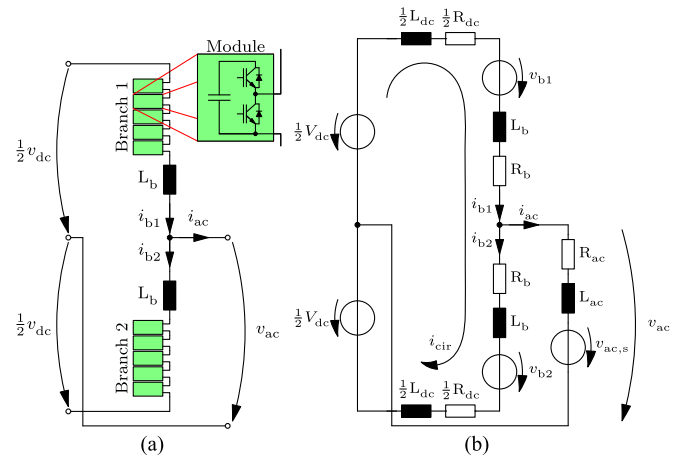 Module
Branch 1
½v_dc
L_b
i_b1
i_ac
i_b2
L_b
½v_dc
v_ac
Branch 2
(a)
½L_dc ½R_dc
v_b1
½V_dc
L_b
R_b
i_b1
i_ac
i_b2
R_b
R_ac
½V_dc
L_b
L_ac
v_ac
i_cir
v_ac,s
v_b2
½L_dc ½R_dc
(b)